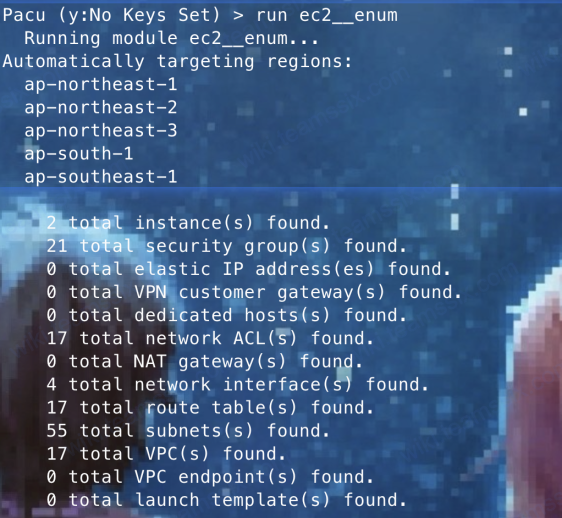 Pacu (y:No Keys Set) > run ec2__enum
  Running module ec2__enum...
Automatically targeting regions:
  ap-northeast-1
  ap-northeast-2
  ap-northeast-3
  ap-south-1
  ap-southeast-1
    2 total instance(s) found.
    21 total security group(s) found.
    0 total elastic IP address(es) found.
    0 total VPN customer gateway(s) found.
    0 total dedicated hosts(s) found.
    17 total network ACL(s) found.
    0 total NAT gateway(s) found.
    4 total network interface(s) found.
    17 total route table(s) found.
    55 total subnets(s) found.
    17 total VPC(s) found.
    0 total VPC endpoint(s) found.
    0 total launch template(s) found.